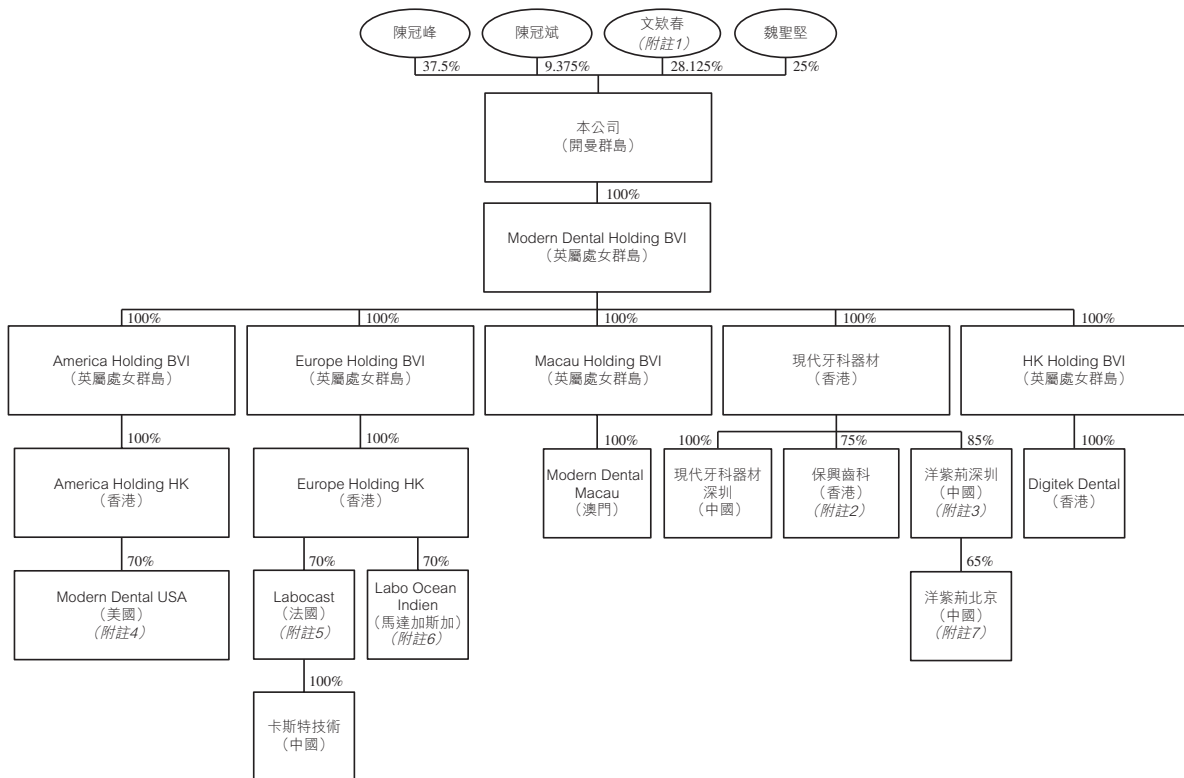 陳冠峰
陳冠斌
文欵春
(附註1)
魏聖堅
37.5%
9.375%
28.125%
25%
本公司
(開曼群島)
100%
Modern Dental Holding BVI
(英屬處女群島)
100%
100%
100%
100%
100%
America Holding BVI
(英屬處女群島)
Europe Holding BVI
(英屬處女群島)
Macau Holding BVI
(英屬處女群島)
現代牙科器材
(香港)
HK Holding BVI
(英屬處女群島)
100%
100%
100%
100%
75%
85%
100%
America Holding HK
(香港)
Europe Holding HK
(香港)
Modern Dental
Macau
(澳門)
現代牙科器材
深圳
(中國)
保興齒科
(香港)
(附註2)
洋紫荊深圳
(中國)
(附註3)
Digitek Dental
(香港)
70%
70%
70%
65%
Modern Dental USA
(美國)
(附註4)
Labocast
(法國)
(附註5)
Labo Ocean
Indien
(馬達加斯加)
(附註6)
洋紫荊北京
(中國)
(附註7)
100%
卡斯特技術
(中國)